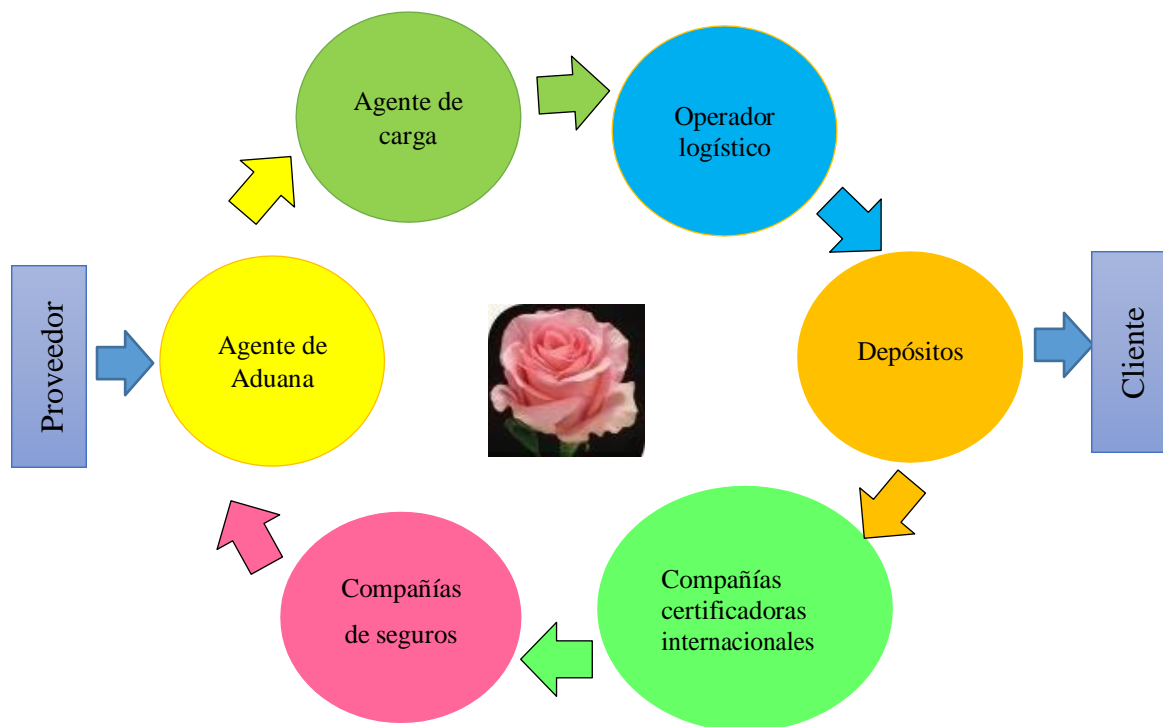 Proveedor
Agente de
Aduana
Agente de
carga
Operador
logístico
Depósitos
Cliente
Compañías
certificadoras
internacionales
Compañías
de seguros